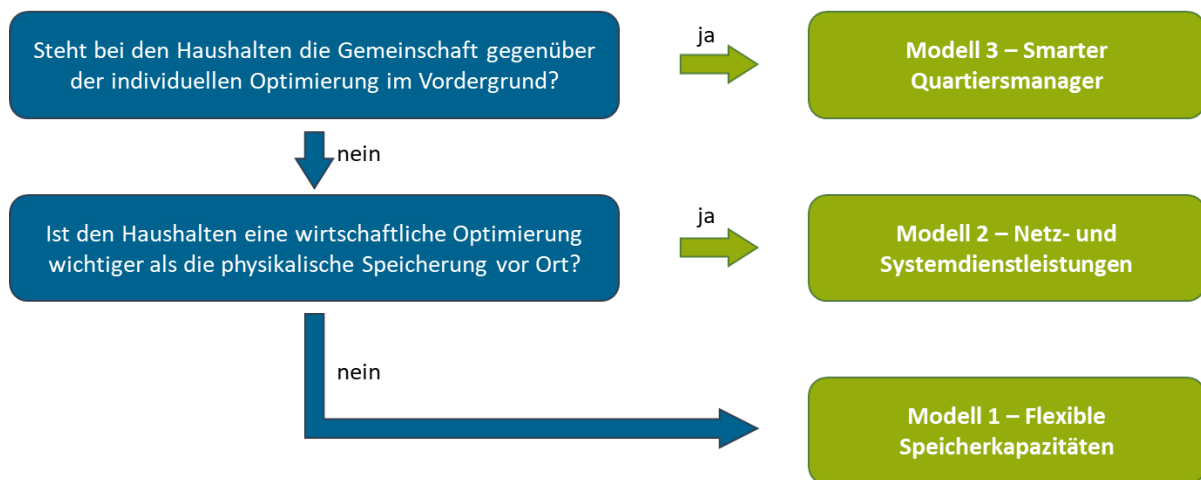 Steht bei den Haushalten die Gemeinschaft gegenüber
der individuellen Optimierung im Vordergrund?
ja
Modell 3 – Smarter
Quartiersmanager
nein
Ist den Haushalten eine wirtschaftliche Optimierung
wichtiger als die physikalische Speicherung vor Ort?
ja
Modell 2 – Netz- und
Systemdienstleistungen
nein
Modell 1 – Flexible
Speicherkapazitäten